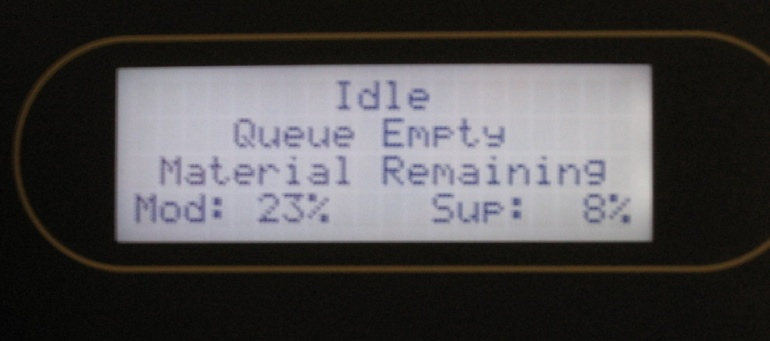 Idle
Queue Empty
Material Remaining
Mod: 23% Sup: 8%